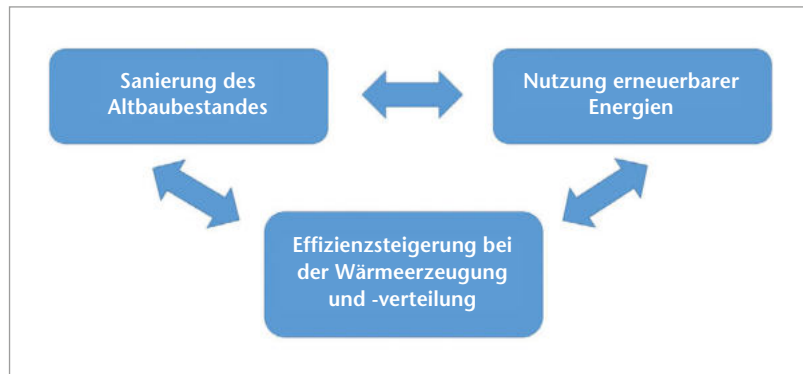 Sanierung des
Altbaubestandes
Nutzung erneuerbarer
Energien
Effizienzsteigerung bei
der Wärmeerzeugung
und -verteilung